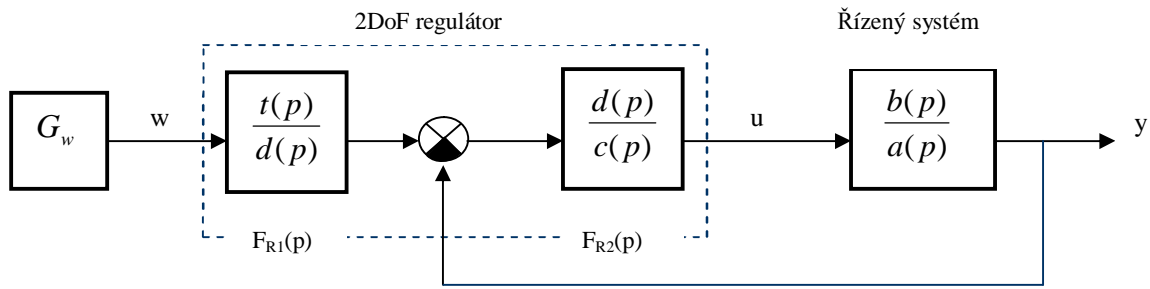 2DoF regulátor
Řízený systém
G_w
w
t(p)
d(p)
d(p)
c(p)
u
b(p)
a(p)
y
F_R1(p)
F_R2(p)